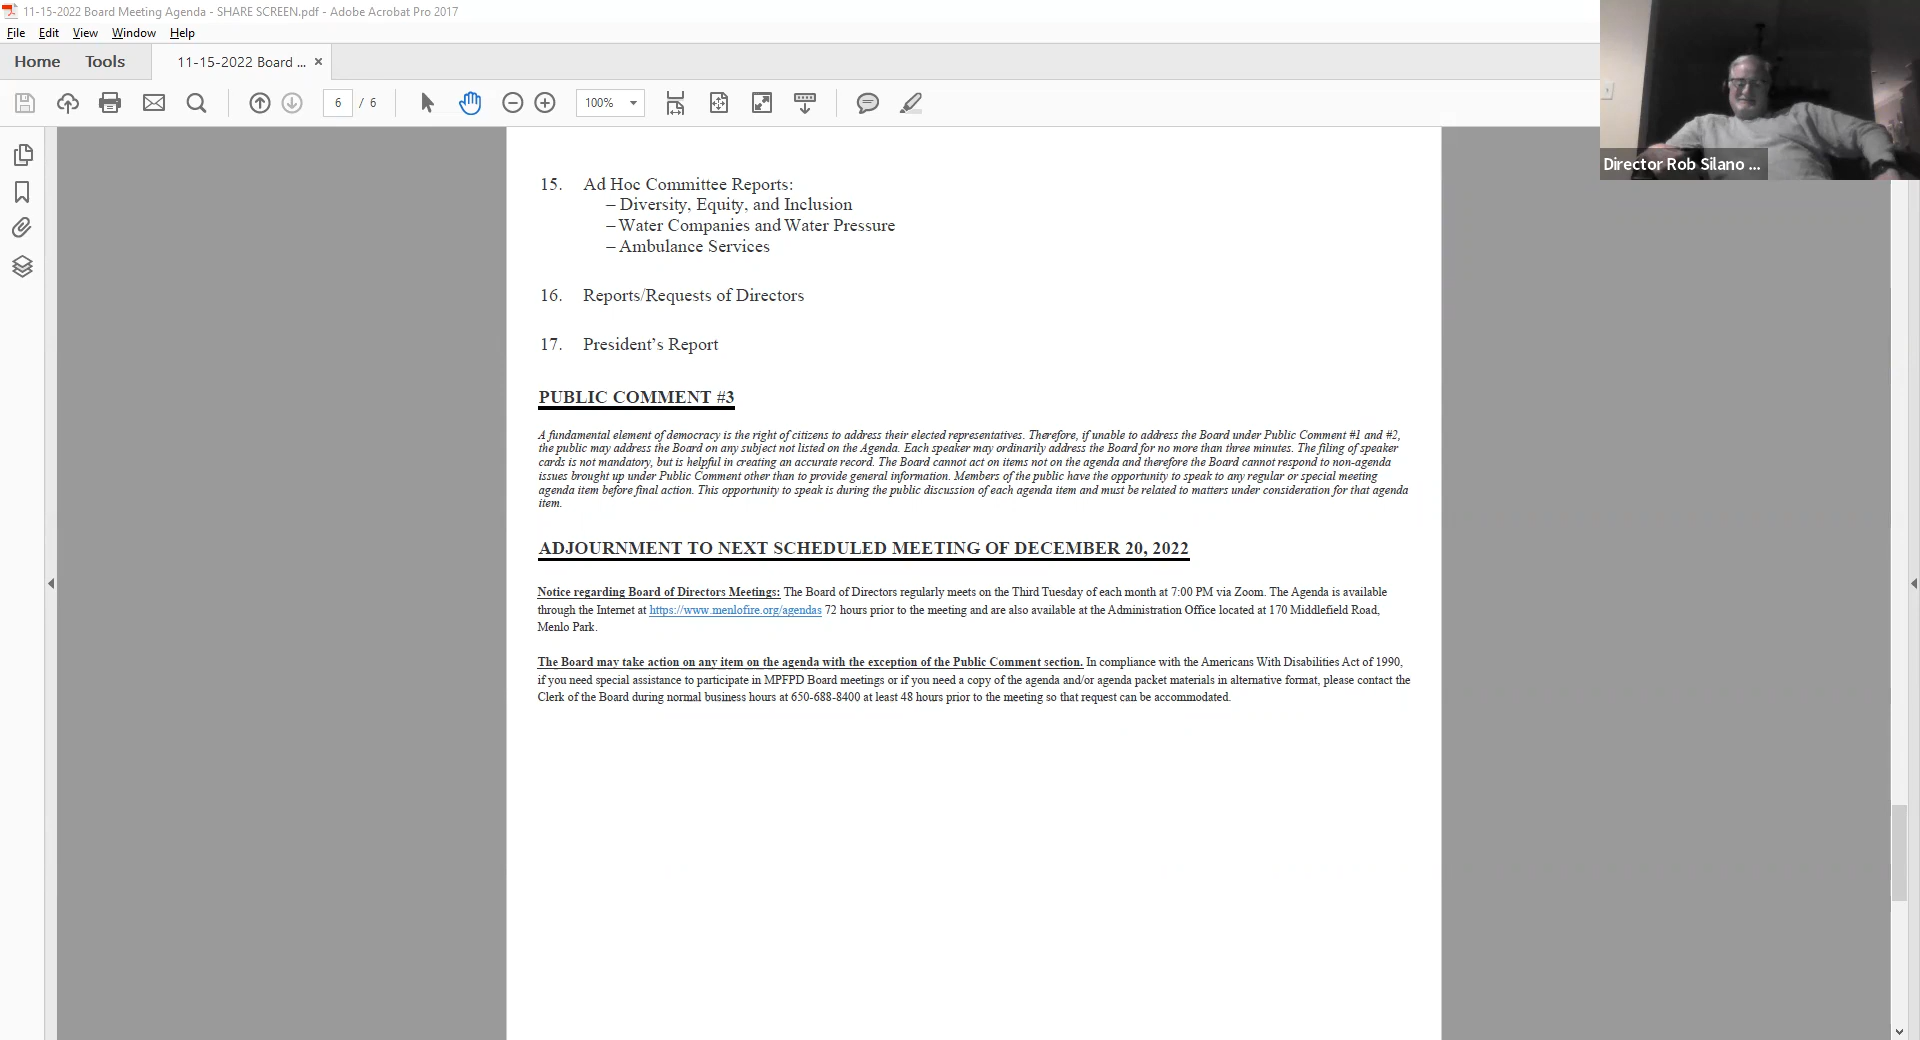 11-15-2022 Board Meeting Agenda - SHARE SCREEN.pdf - Adobe Acrobat Pro 2017
File Edit View Window Help
Home Tools 11-15-2022 Board ... ×
6 / 6 100%
Director Rob Silano ...
15. Ad Hoc Committee Reports:
– Diversity, Equity, and Inclusion
– Water Companies and Water Pressure
– Ambulance Services
16. Reports/Requests of Directors
17. President's Report
PUBLIC COMMENT #3
A fundamental element of democracy is the right of citizens to address their elected representatives. Therefore, if unable to address the Board under Public Comment #1 and #2,
the public may address the Board on any subject not listed on the Agenda. Each speaker may ordinarily address the Board for no more than three minutes. The filing of speaker
cards is not mandatory, but is helpful in creating an accurate record. The Board cannot act on items not on the agenda and therefore the Board cannot respond to non-agenda
issues brought up under Public Comment other than to provide general information. Members of the public have the opportunity to speak to any regular or special meeting
agenda item before final action. This opportunity to speak is during the public discussion of each agenda item and must be related to matters under consideration for that agenda
item.
ADJOURNMENT TO NEXT SCHEDULED MEETING OF DECEMBER 20, 2022
Notice regarding Board of Directors Meetings: The Board of Directors regularly meets on the Third Tuesday of each month at 7:00 PM via Zoom. The Agenda is available
through the Internet at https://www.menlofire.org/agendas 72 hours prior to the meeting and are also available at the Administration Office located at 170 Middlefield Road,
Menlo Park.
The Board may take action on any item on the agenda with the exception of the Public Comment section. In compliance with the Americans With Disabilities Act of 1990,
if you need special assistance to participate in MPFPD Board meetings or if you need a copy of the agenda and/or agenda packet materials in alternative format, please contact the
Clerk of the Board during normal business hours at 650-688-8400 at least 48 hours prior to the meeting so that request can be accommodated.